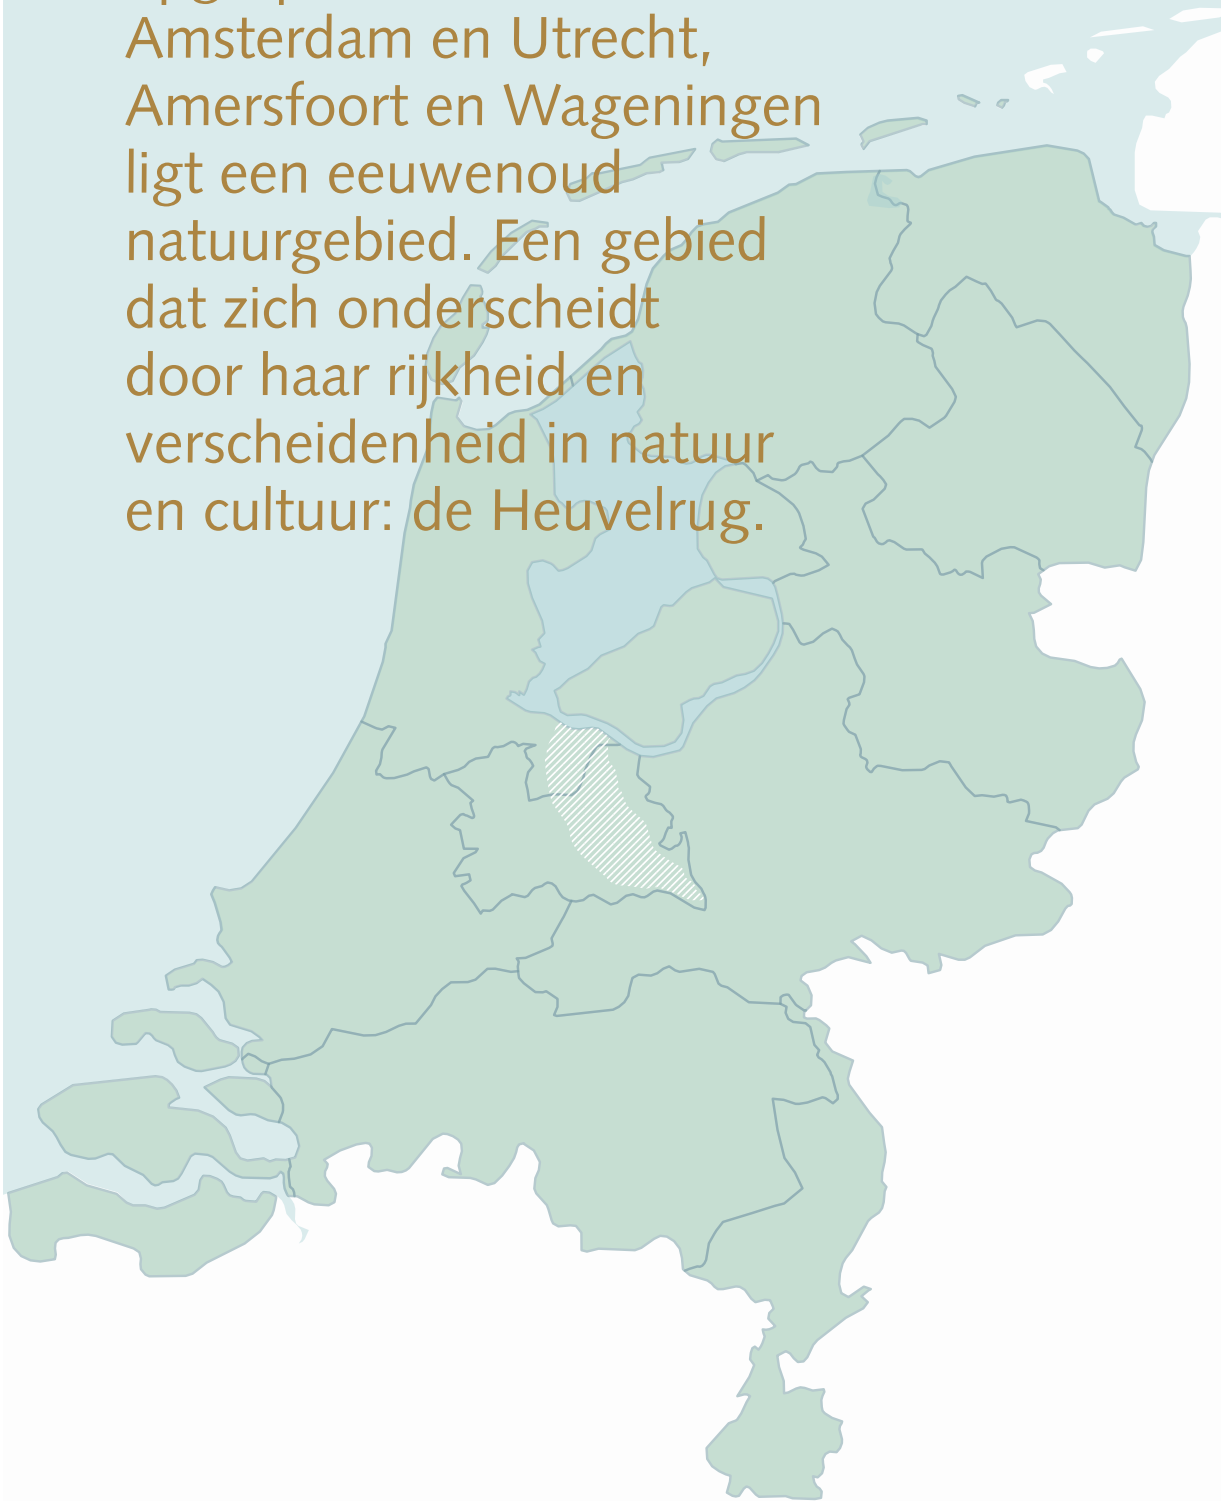 Amsterdam en Utrecht,
Amersfoort en Wageningen
ligt een eeuwenoud
natuurgebied. Een gebied
dat zich onderscheidt
door haar rijkheid en
verscheidenheid in natuur
en cultuur: de Heuvelrug.